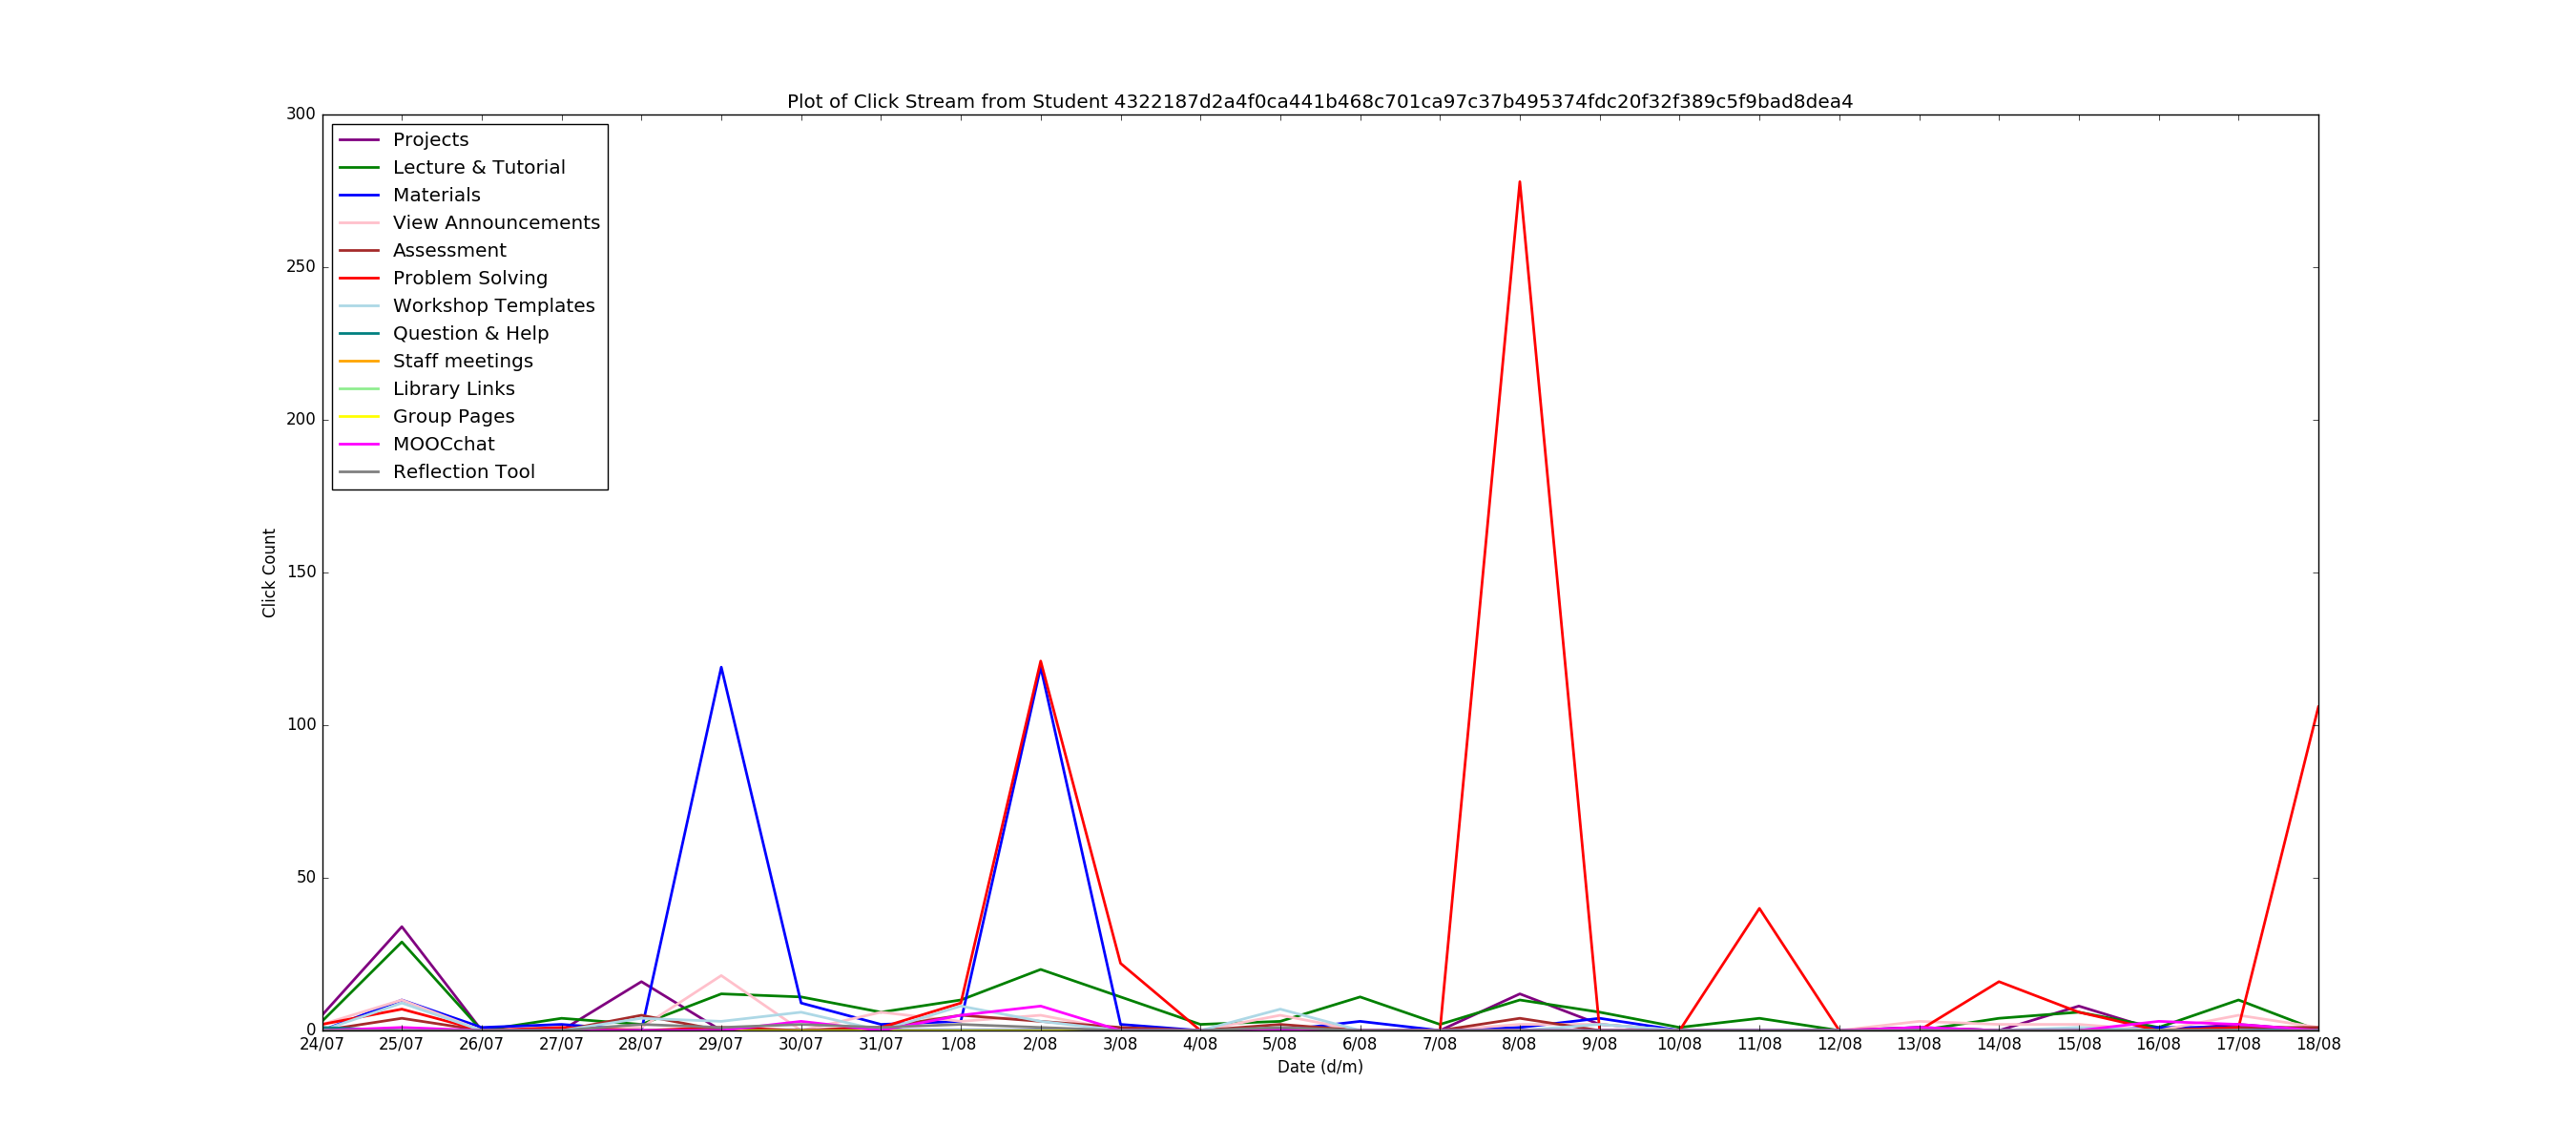 Plot of Click Stream from Student 4322187d2a4f0ca441b468c701ca97c37b495374fdc20f32f389c5f9bad8dea4
300
250
200
150
100
50
0
Click Count
Projects
Lecture & Tutorial
Materials
View Announcements
Assessment
Problem Solving
Workshop Templates
Question & Help
Staff meetings
Library Links
Group Pages
MOOCchat
Reflection Tool
24/07 25/07 26/07 27/07 28/07 29/07 30/07 31/07 1/08 2/08 3/08 4/08 5/08 6/08 7/08 8/08 9/08 10/08 11/08 12/08 13/08 14/08 15/08 16/08 17/08 18/08
Date (d/m)